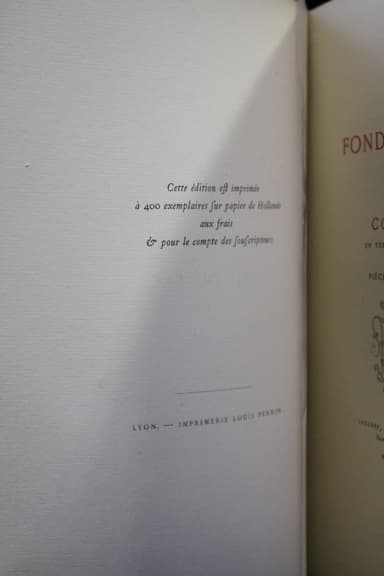 Cette édition eſt imprimée
à 400 exemplaires ſur papier de Hollande
aux frais
& pour le compte des ſouſcripteurs
LYON. — IMPRIMERIE LOUIS PERRIN
FOND